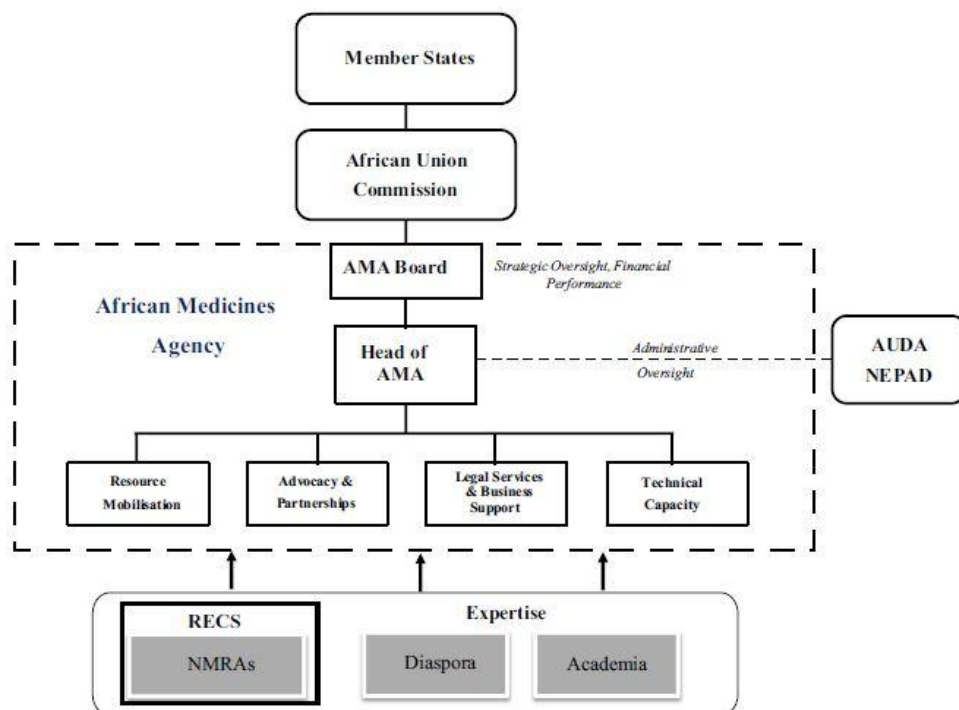 Member States
African Union
Commission
AMA Board
Strategic Oversight, Financial
Performance
African Medicines
Agency
Head of
AMA
Administrative
Oversight
AUDA
NEPAD
Resource
Mobilisation
Advocacy &
Partnerships
Legal Services
& Business
Support
Technical
Capacity
RECS
Expertise
NMRAs
Diaspora
Academia